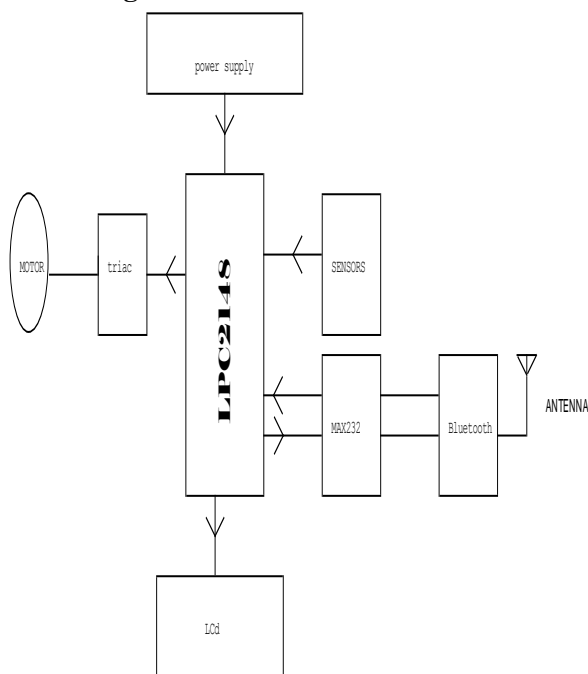 power supply
MOTOR
triac
LPC2148
SENSORS
MAX232
Bluetooth
ANTENNA
LCd